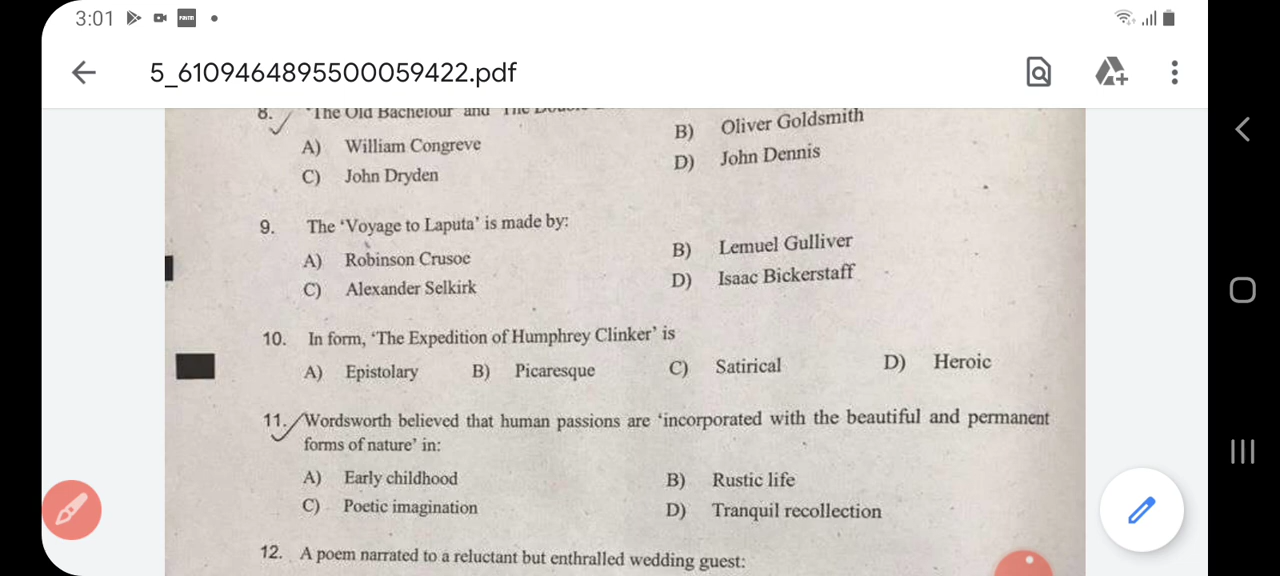 3:01
5_6109464895500059422.pdf
8. 'The Old Bachelour' and 'The
A) William Congreve B) Oliver Goldsmith
C) John Dryden D) John Dennis
9. The 'Voyage to Laputa' is made by:
A) Robinson Crusoe B) Lemuel Gulliver
C) Alexander Selkirk D) Isaac Bickerstaff
10. In form, 'The Expedition of Humphrey Clinker' is
A) Epistolary B) Picaresque C) Satirical D) Heroic
11. Wordsworth believed that human passions are 'incorporated with the beautiful and permanent
forms of nature' in:
A) Early childhood B) Rustic life
C) Poetic imagination D) Tranquil recollection
12. A poem narrated to a reluctant but enthralled wedding guest: